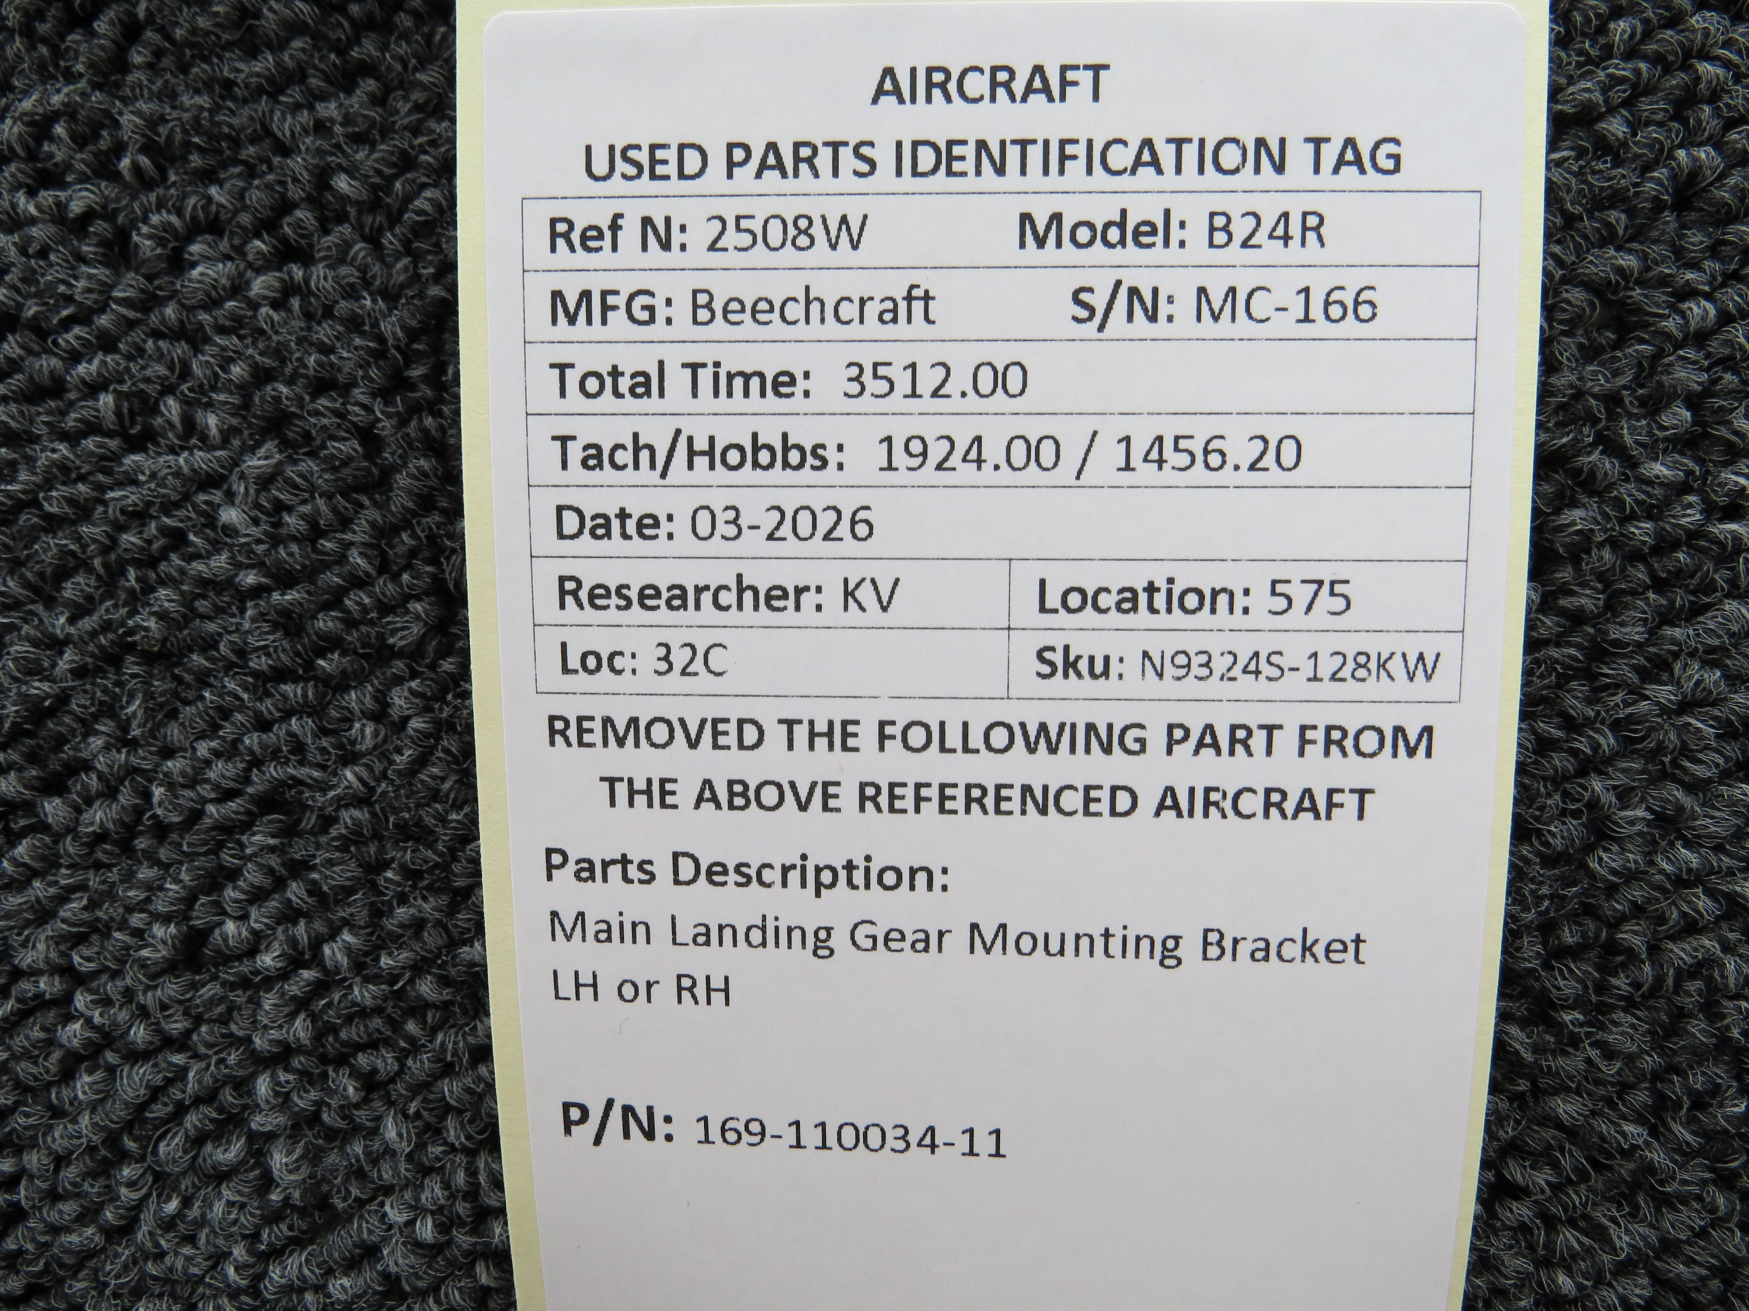 AIRCRAFT
USED PARTS IDENTIFICATION TAG
Ref N: 2508W Model: B24R
MFG: Beechcraft S/N: MC-166
Total Time: 3512.00
Tach/Hobbs: 1924.00 / 1456.20
Date: 03-2026
Researcher: KV Location: 575
Loc: 32C Sku: N9324S-128KW
REMOVED THE FOLLOWING PART FROM
THE ABOVE REFERENCED AIRCRAFT
Parts Description:
Main Landing Gear Mounting Bracket
LH or RH
P/N: 169-110034-11